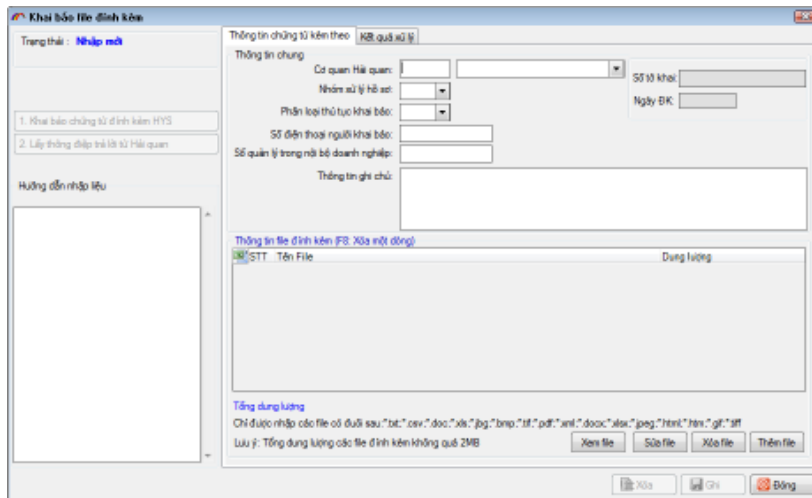 Khai báo file đính kèm
Trạng thái : Nhập mới
1. Khai báo chứng từ đính kèm HYS
2. Lấy thông điệp trả lời từ Hải quan
Hướng dẫn nhập liệu
Thông tin chứng từ kèm theo
Kết quả xử lý
Thông tin chung
Cơ quan Hải quan:
Nhóm xử lý hồ sơ:
Phân loại thủ tục khai báo:
Số điện thoại người khai báo:
Số quản lý trong nội bộ doanh nghiệp:
Thông tin ghi chú:
Số tờ khai:
Ngày ĐK:
Thông tin file đính kèm (F8: Xóa một dòng)
STT Tên File Dung lượng
Tổng dung lượng
Chỉ được nhập các file có đuôi sau:*.txt;*.csv;*.doc;*.xls;*.jbg;*.bmp;*.tif;*.pdf;*.xml;*.docx;*.xlsx;*.jpeg;*.html;*.htm;*.gif;*.tiff
Lưu ý: Tổng dung lượng các file đính kèm không quá 2MB
Xem file Sửa file Xóa file Thêm file
Xóa Ghi Đóng